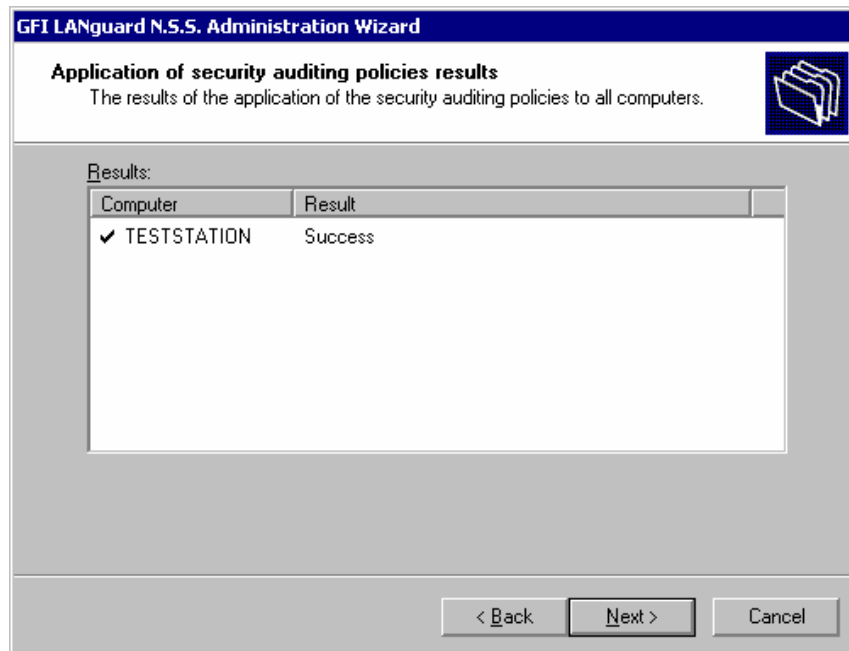 GFI LANguard N.S.S. Administration Wizard
Application of security auditing policies results
The results of the application of the security auditing policies to all computers.
Results:
Computer Result
TESTSTATION Success
< Back Next > Cancel